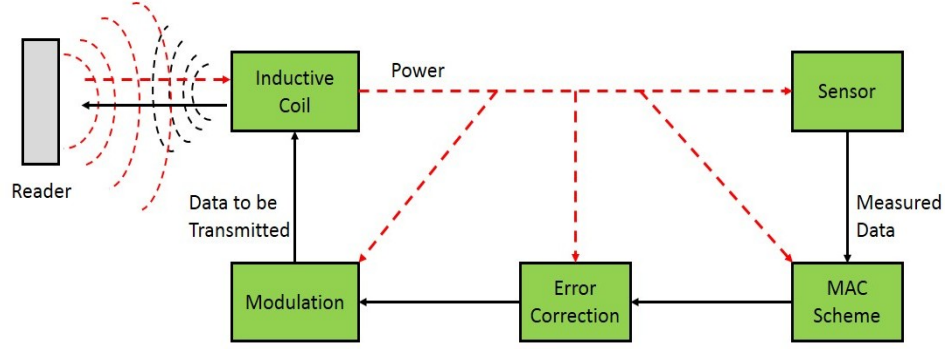 Inductive
Coil
Power
Sensor
Reader
Data to be
Transmitted
Measured
Data
Modulation
Error
Correction
MAC
Scheme